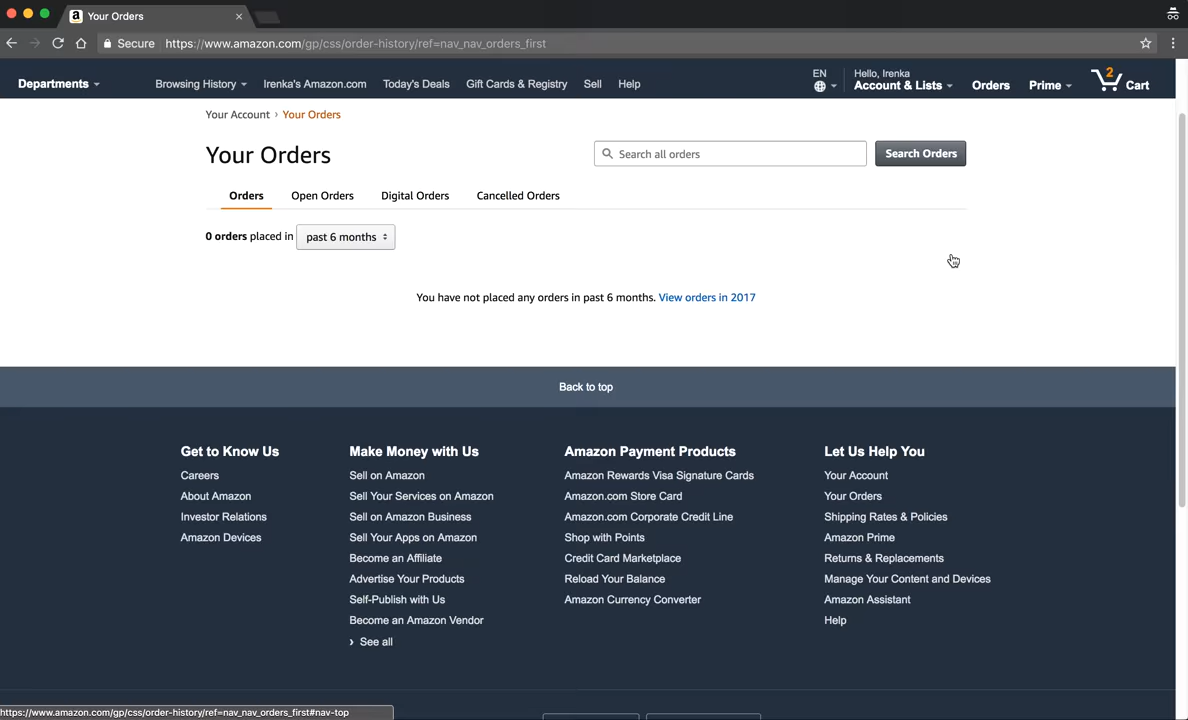 Your Orders
Secure https://www.amazon.com/gp/css/order-history/ref=nav_nav_orders_first
Departments Browsing History Irenka's Amazon.com Today's Deals Gift Cards & Registry Sell Help EN Hello, Irenka Account & Lists Orders Prime 2 Cart
Your Account › Your Orders
Your Orders
Search all orders Search Orders
Orders Open Orders Digital Orders Cancelled Orders
0 orders placed in past 6 months
You have not placed any orders in past 6 months. View orders in 2017
Back to top
Get to Know Us
Careers
About Amazon
Investor Relations
Amazon Devices
Make Money with Us
Sell on Amazon
Sell Your Services on Amazon
Sell on Amazon Business
Sell Your Apps on Amazon
Become an Affiliate
Advertise Your Products
Self-Publish with Us
Become an Amazon Vendor
› See all
Amazon Payment Products
Amazon Rewards Visa Signature Cards
Amazon.com Store Card
Amazon.com Corporate Credit Line
Shop with Points
Credit Card Marketplace
Reload Your Balance
Amazon Currency Converter
Let Us Help You
Your Account
Your Orders
Shipping Rates & Policies
Amazon Prime
Returns & Replacements
Manage Your Content and Devices
Amazon Assistant
Help
https://www.amazon.com/gp/css/order-history/ref=nav_nav_orders_first#nav-top